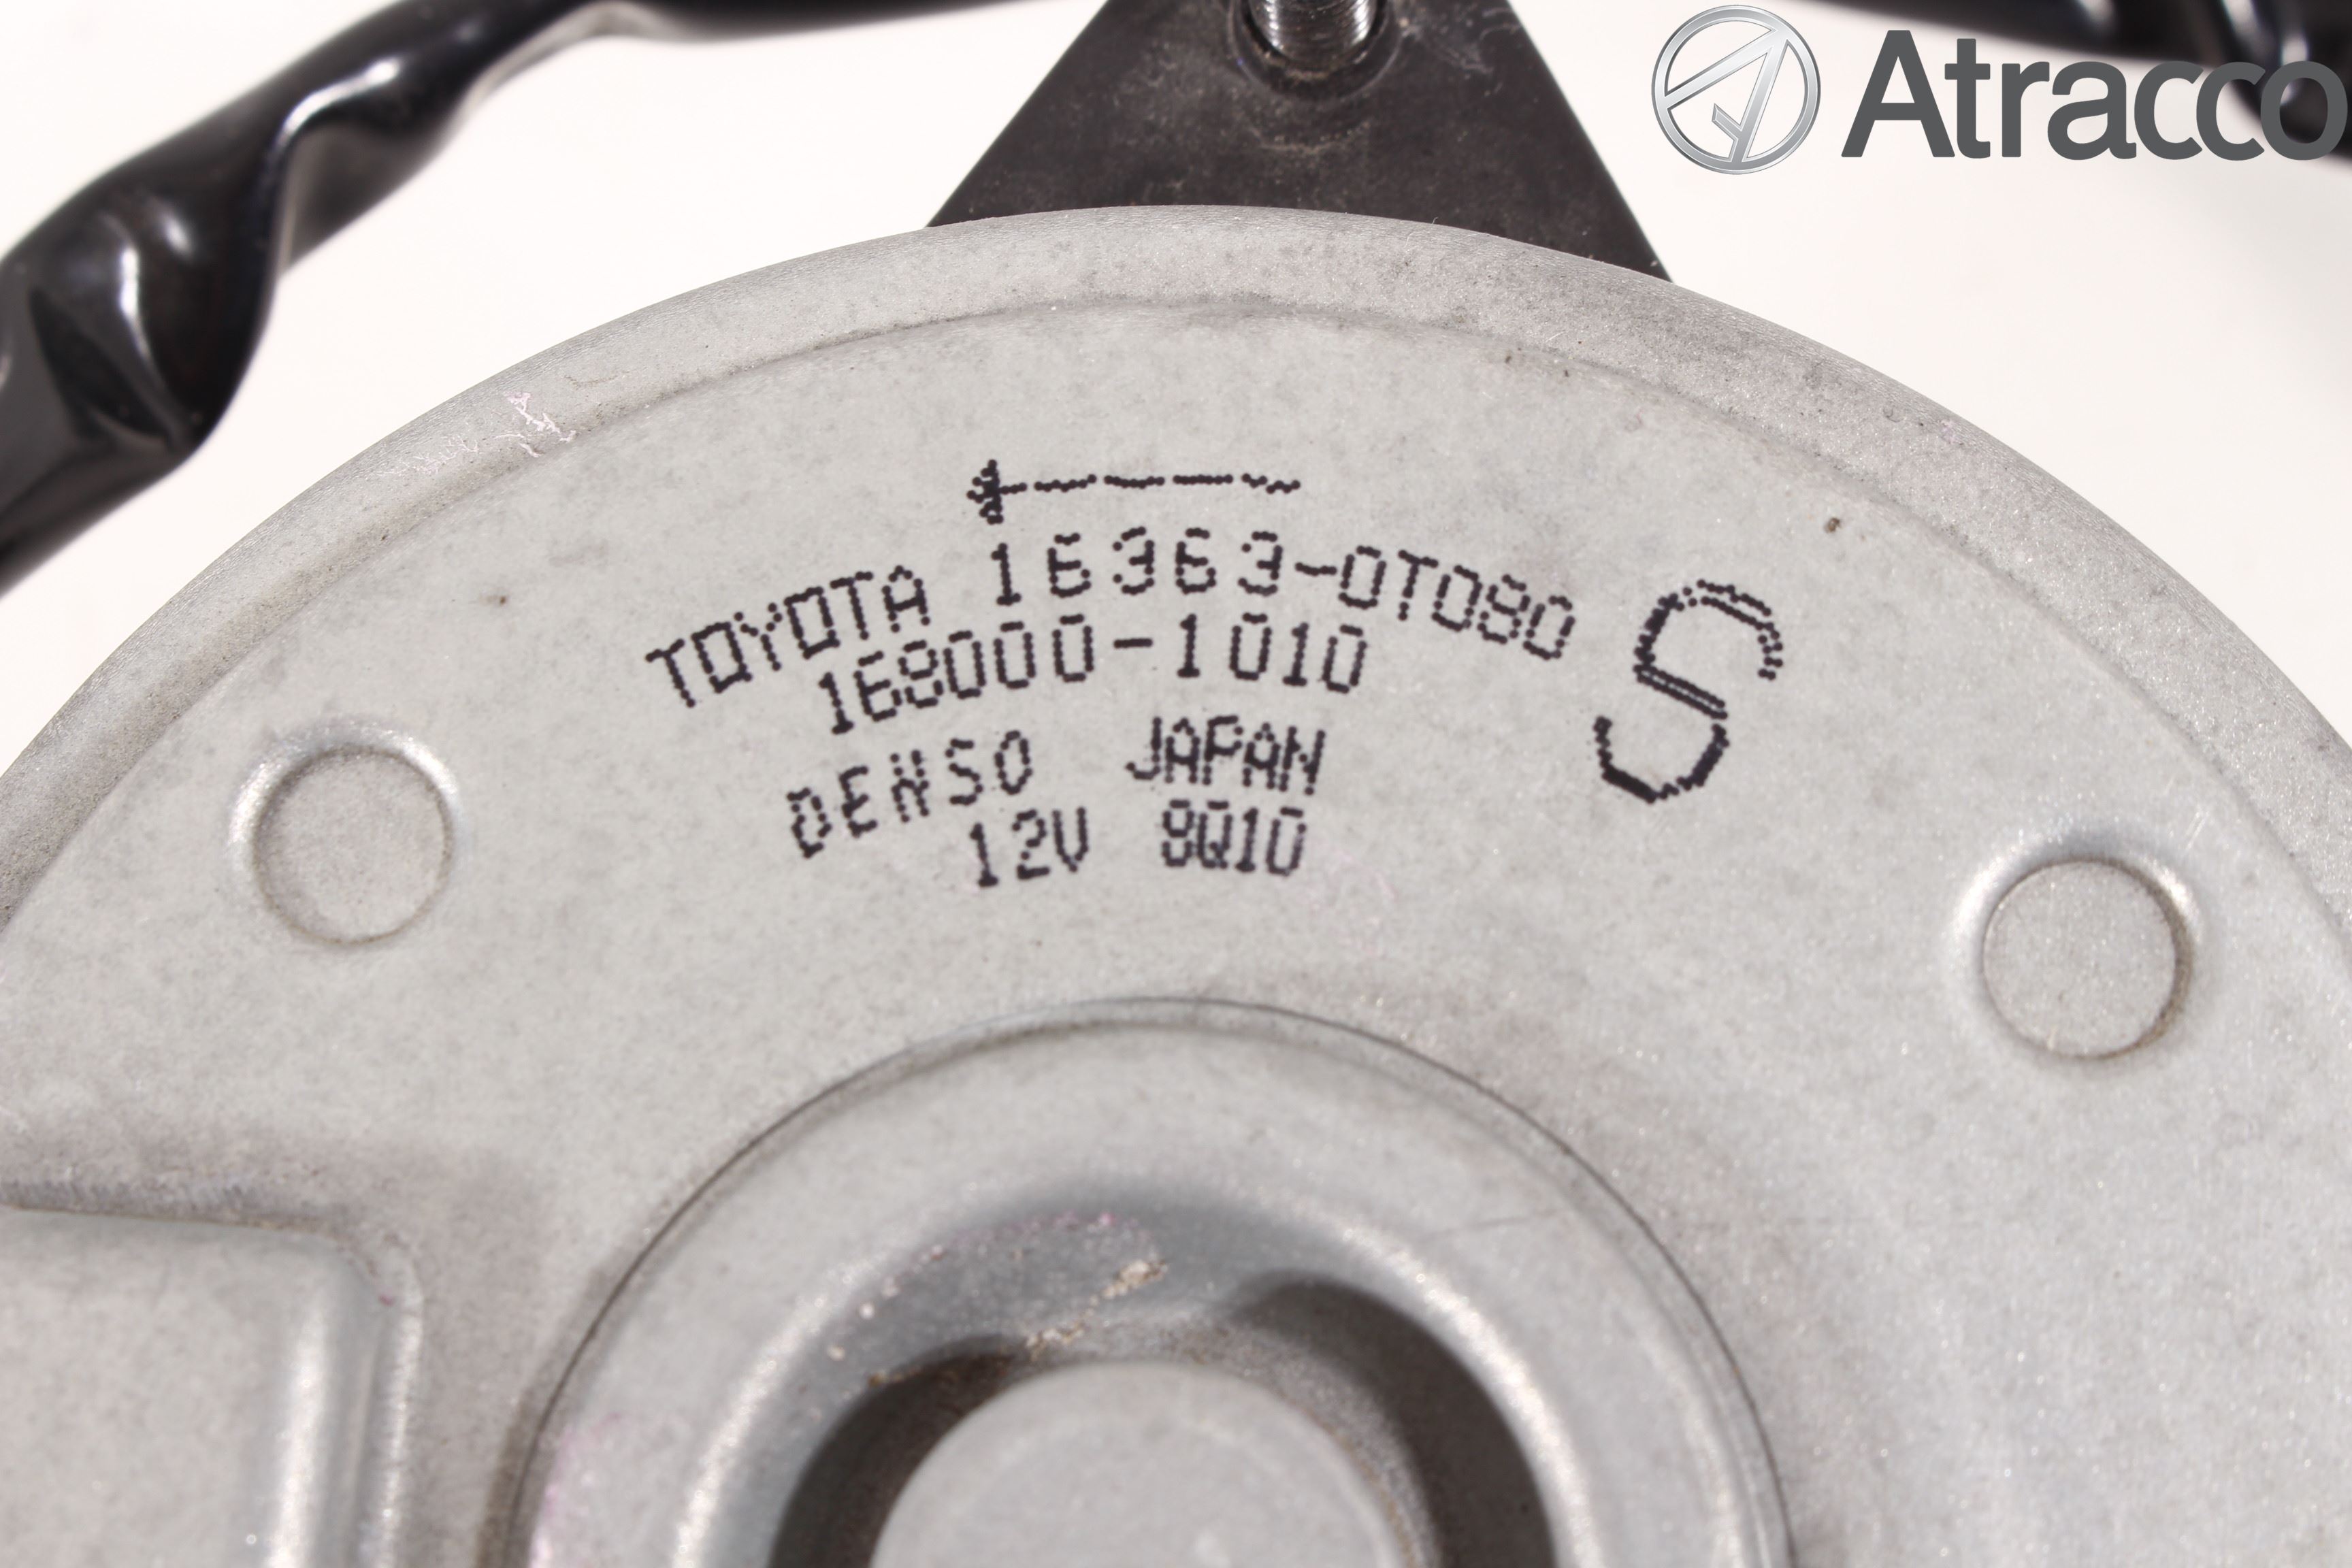 Atracco
TOYOTA 16363-0T080
168000-1010
S
DENSO JAPAN
12V 8Q10